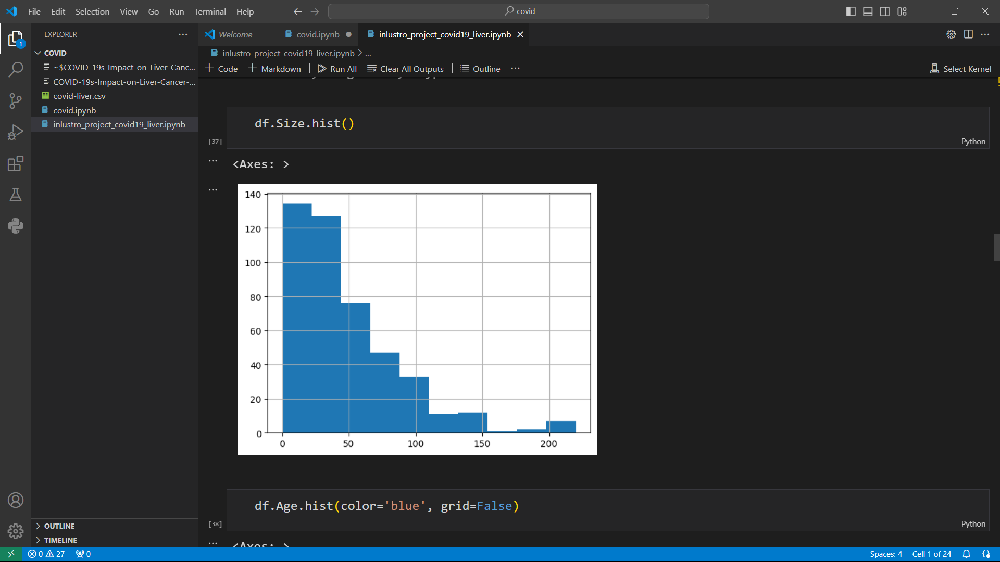 File Edit Selection View Go Run Terminal Help
covid
EXPLORER
COVID
~$COVID-19s-Impact-on-Liver-Canc...
COVID-19s-Impact-on-Liver-Cancer-...
covid-liver.csv
covid.ipynb
inlustro_project_covid19_liver.ipynb
OUTLINE
TIMELINE
1
Welcome covid.ipynb inlustro_project_covid19_liver.ipynb
inlustro_project_covid19_liver.ipynb > ...
+ Code + Markdown Run All Clear All Outputs Outline ... Select Kernel
df.Size.hist()
[37]
Python
<Axes: >
140
120
100
80
60
40
20
0
0 50 100 150 200
df.Age.hist(color='blue', grid=False)
[38]
Python
<Axes: >
0 27 0 Spaces: 4 Cell 1 of 24